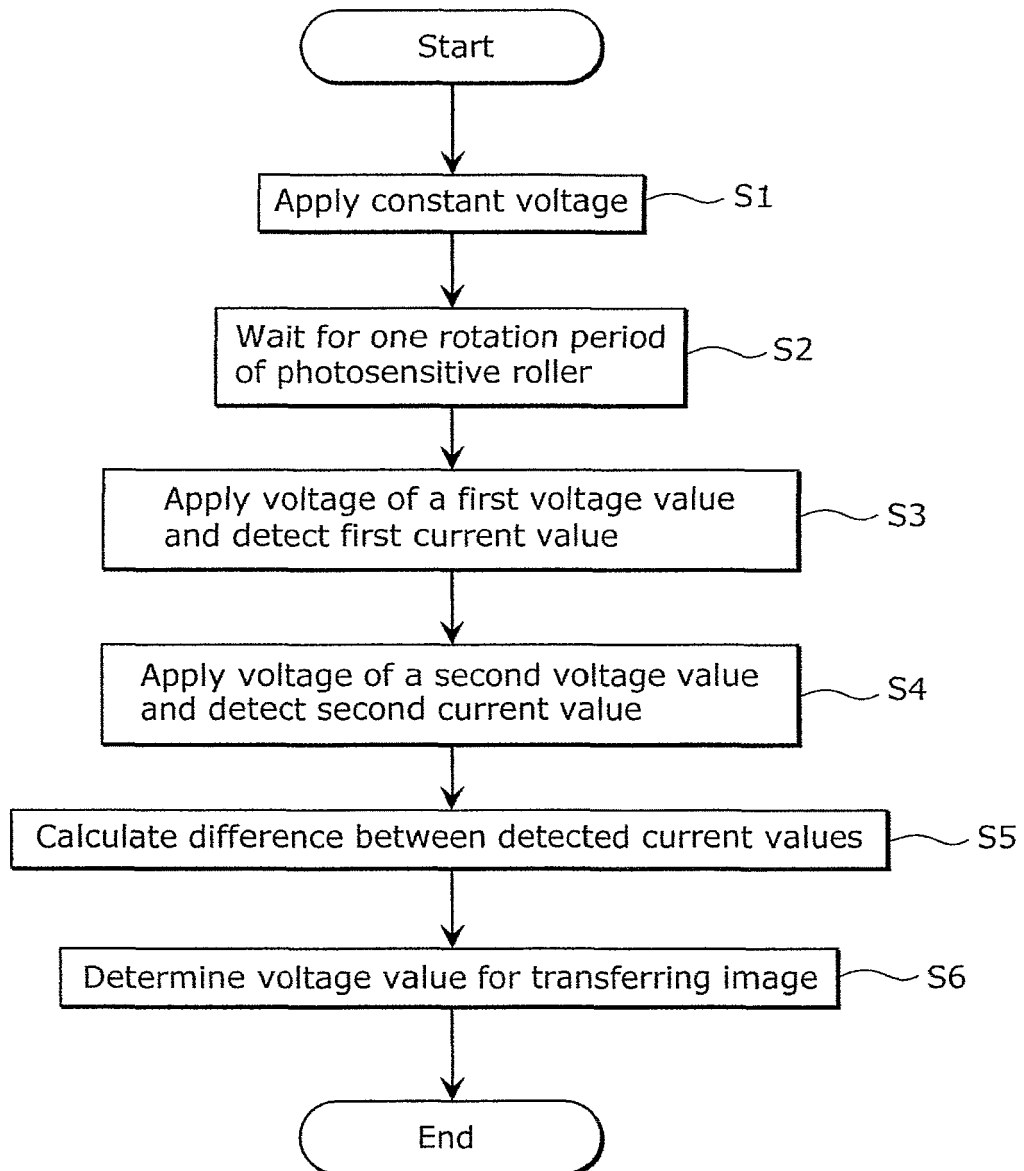 Start
Apply constant voltage
S1
Wait for one rotation period
of photosensitive roller
S2
Apply voltage of a first voltage value
and detect first current value
S3
Apply voltage of a second voltage value
and detect second current value
S4
Calculate difference between detected current values
S5
Determine voltage value for transferring image
S6
End